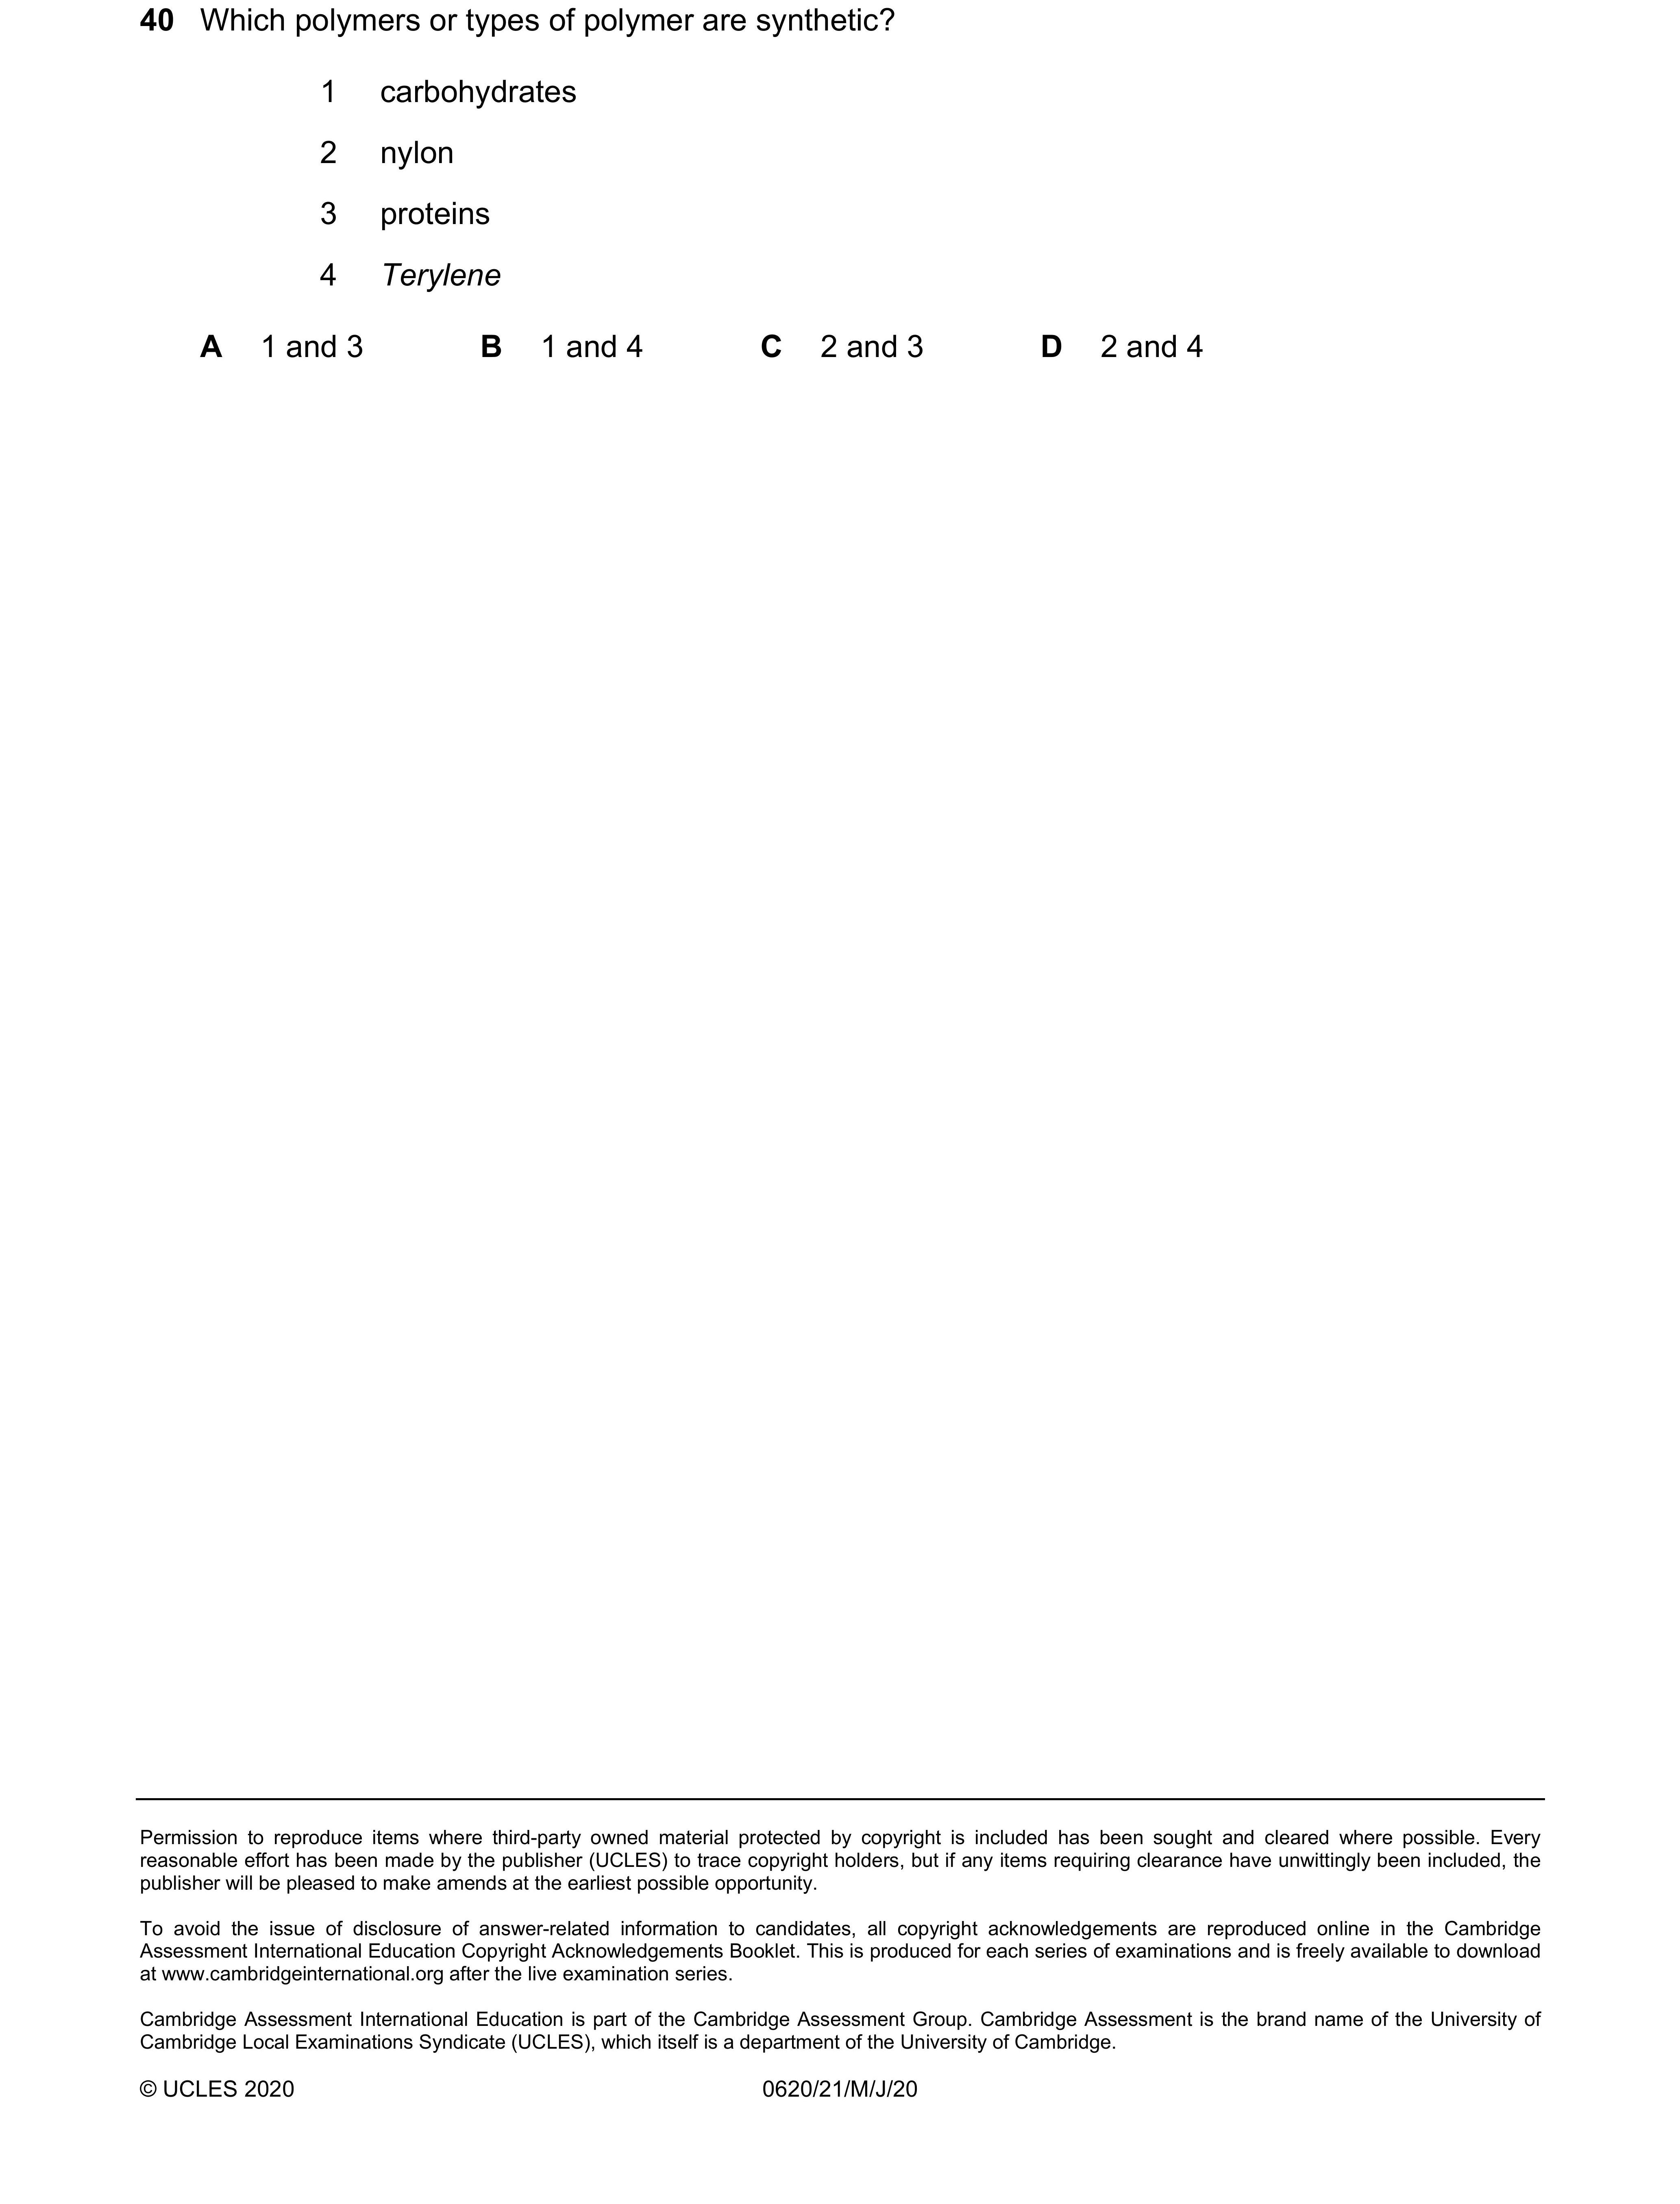 40 Which polymers or types of polymer are synthetic?
1 carbohydrates
2 nylon
3 proteins
4 Terylene
A 1 and 3 B 1 and 4 C 2 and 3 D 2 and 4
Permission to reproduce items where third-party owned material protected by copyright is included has been sought and cleared where possible. Every
reasonable effort has been made by the publisher (UCLES) to trace copyright holders, but if any items requiring clearance have unwittingly been included, the
publisher will be pleased to make amends at the earliest possible opportunity.
To avoid the issue of disclosure of answer-related information to candidates, all copyright acknowledgements are reproduced online in the Cambridge
Assessment International Education Copyright Acknowledgements Booklet. This is produced for each series of examinations and is freely available to download
at www.cambridgeinternational.org after the live examination series.
Cambridge Assessment International Education is part of the Cambridge Assessment Group. Cambridge Assessment is the brand name of the University of
Cambridge Local Examinations Syndicate (UCLES), which itself is a department of the University of Cambridge.
© UCLES 2020 0620/21/M/J/20